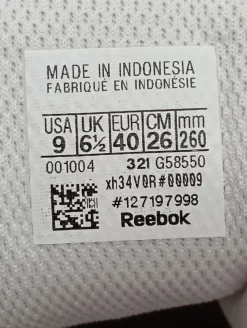 MADE IN INDONESIA
FABRIQUÉ EN INDONÉSIE
USA UK EUR CM mm
9 6½ 40 26 260
001004 32I G58550
xh34V0R#00009
#127197998
Reebok